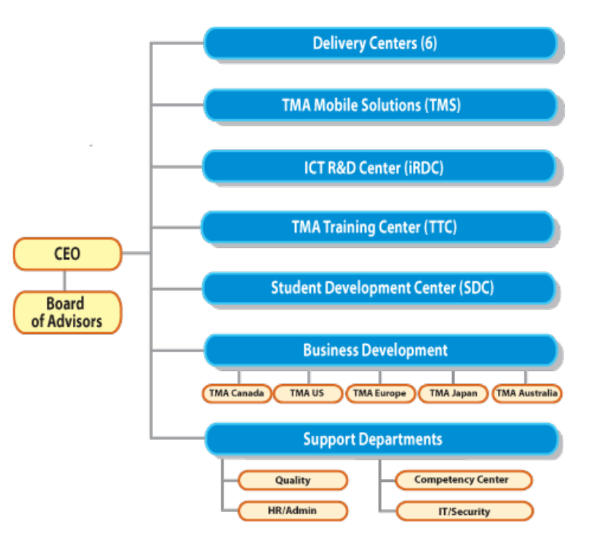 Delivery Centers (6)
TMA Mobile Solutions (TMS)
ICT R&D Center (iRDC)
TMA Training Center (TTC)
CEO
Board
of Advisors
Student Development Center (SDC)
Business Development
TMA Canada
TMA US
TMA Europe
TMA Japan
TMA Australia
Support Departments
Quality
Competency Center
HR/Admin
IT/Security